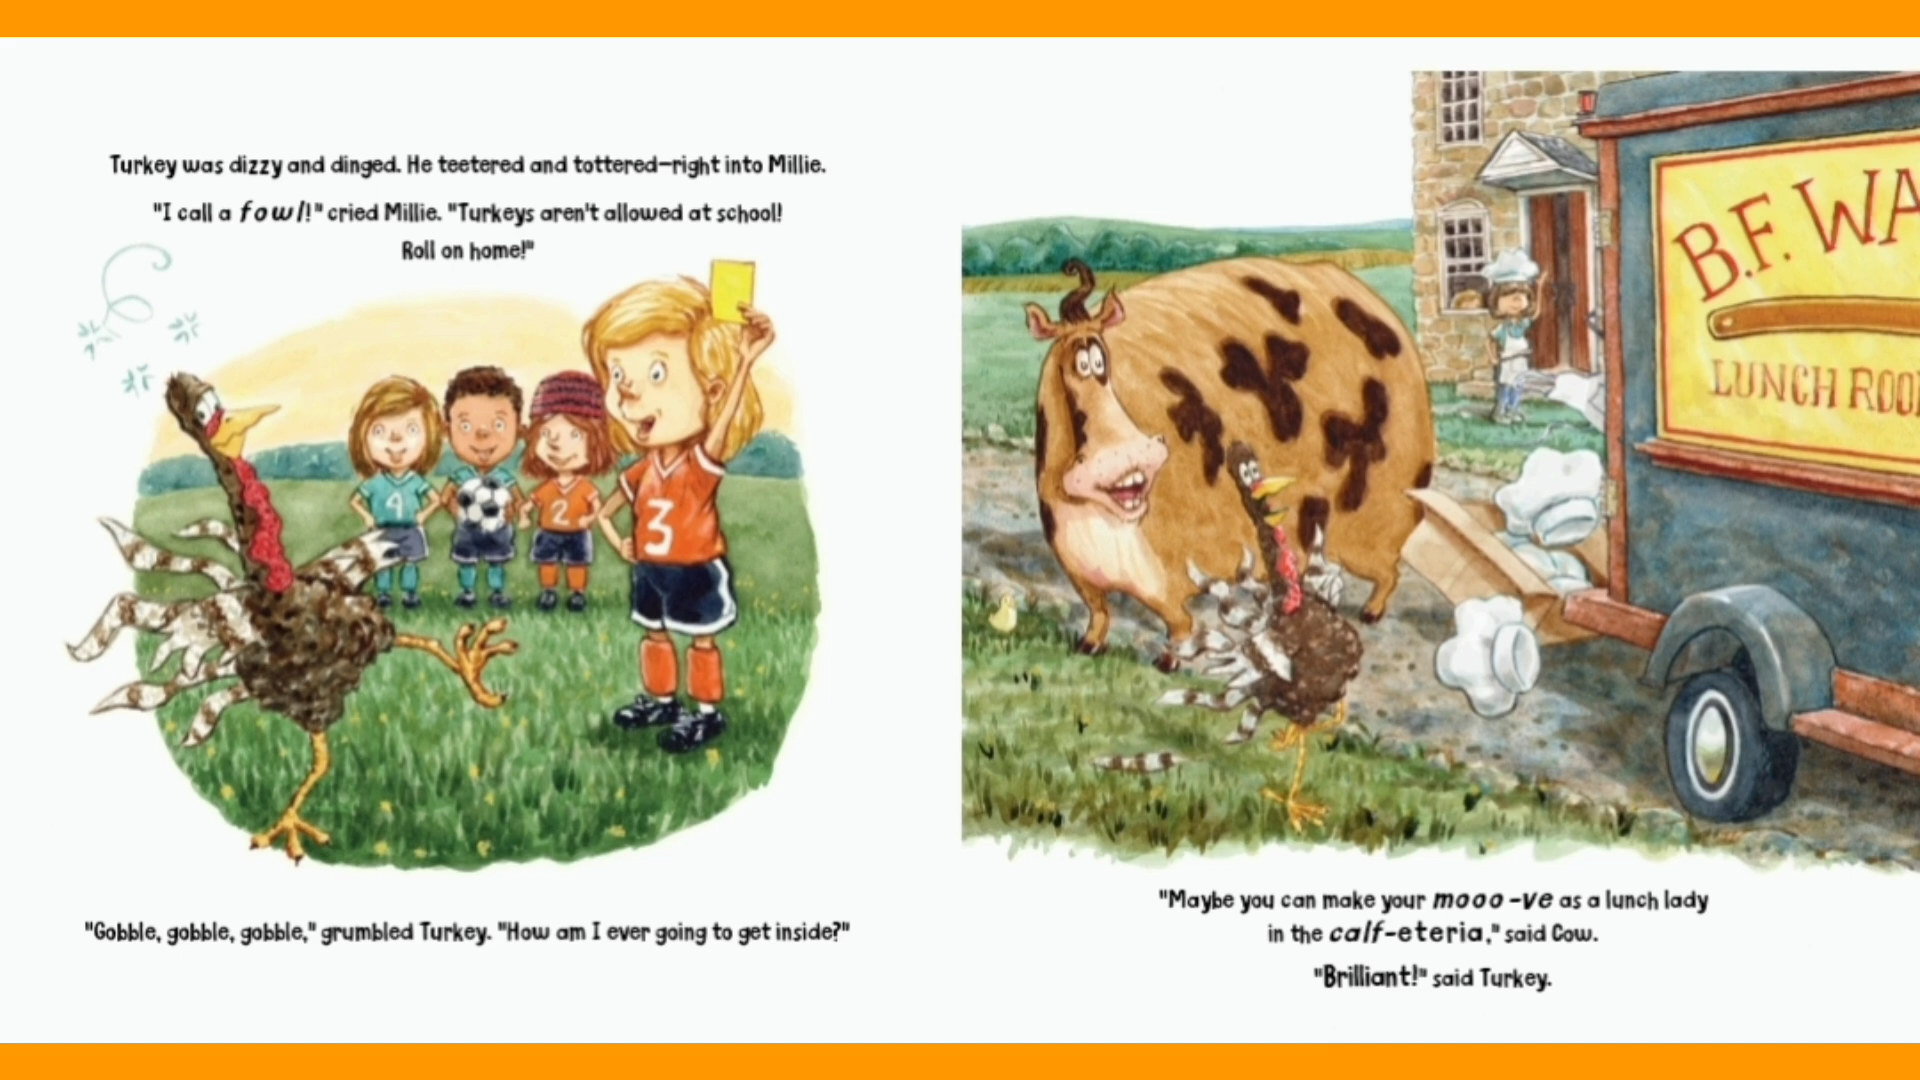 Turkey was dizzy and dinged. He teetered and tottered—right into Millie.
"I call a fowl!" cried Millie. "Turkeys aren't allowed at school!
Roll on home!"
4
2
3
"Gobble, gobble, gobble," grumbled Turkey. "How am I ever going to get inside?"
B.F. WA
LUNCH ROO
"Maybe you can make your mooo-ve as a lunch lady
in the calf-eteria," said Cow.
"Brilliant!" said Turkey.